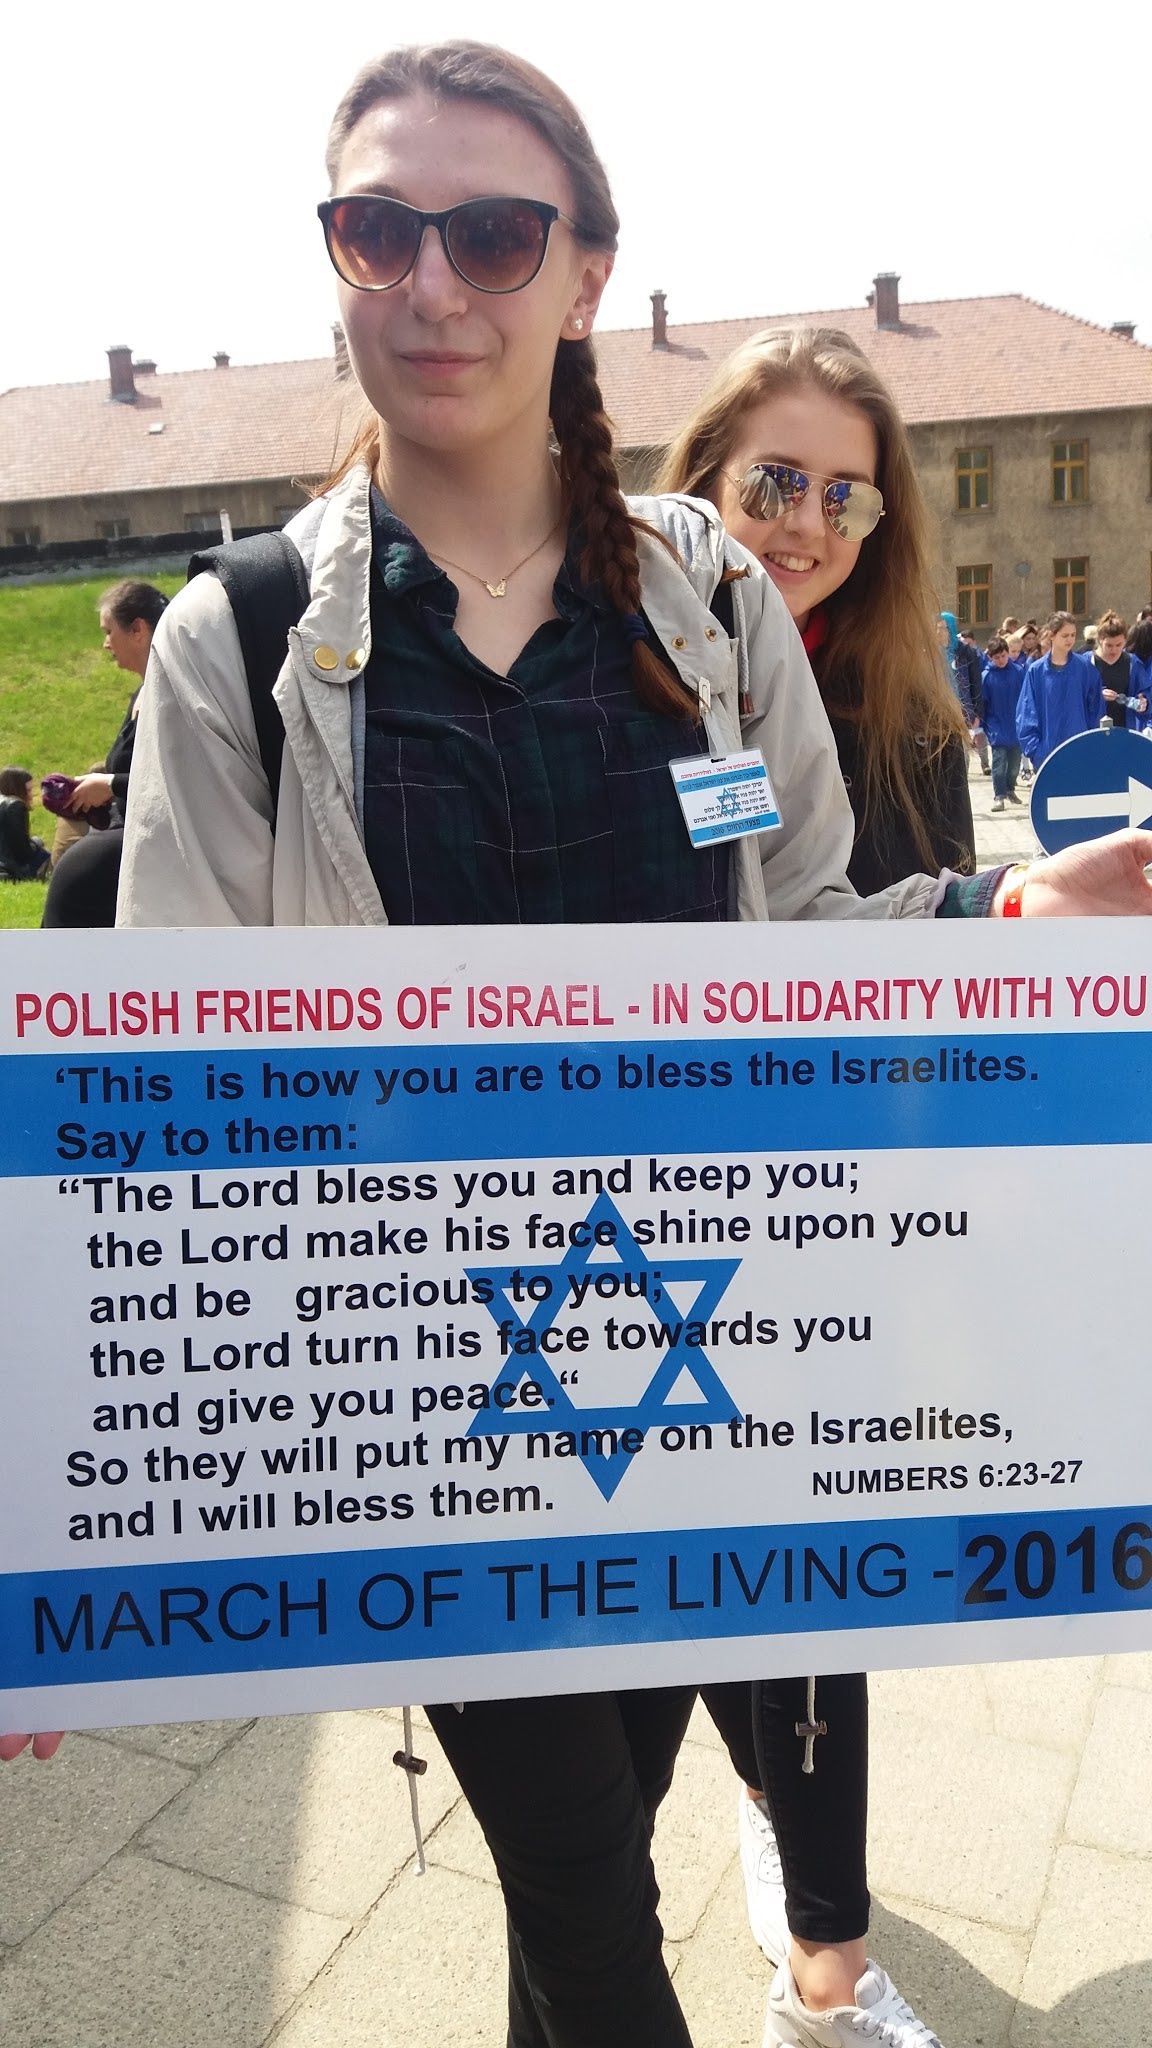 POLISH FRIENDS OF ISRAEL - IN SOLIDARITY WITH YOU
‘This is how you are to bless the Israelites.
Say to them:
“The Lord bless you and keep you;
the Lord make his face shine upon you
and be gracious to you;
the Lord turn his face towards you
and give you peace.“
So they will put my name on the Israelites,
and I will bless them.
NUMBERS 6:23-27
MARCH OF THE LIVING - 2016